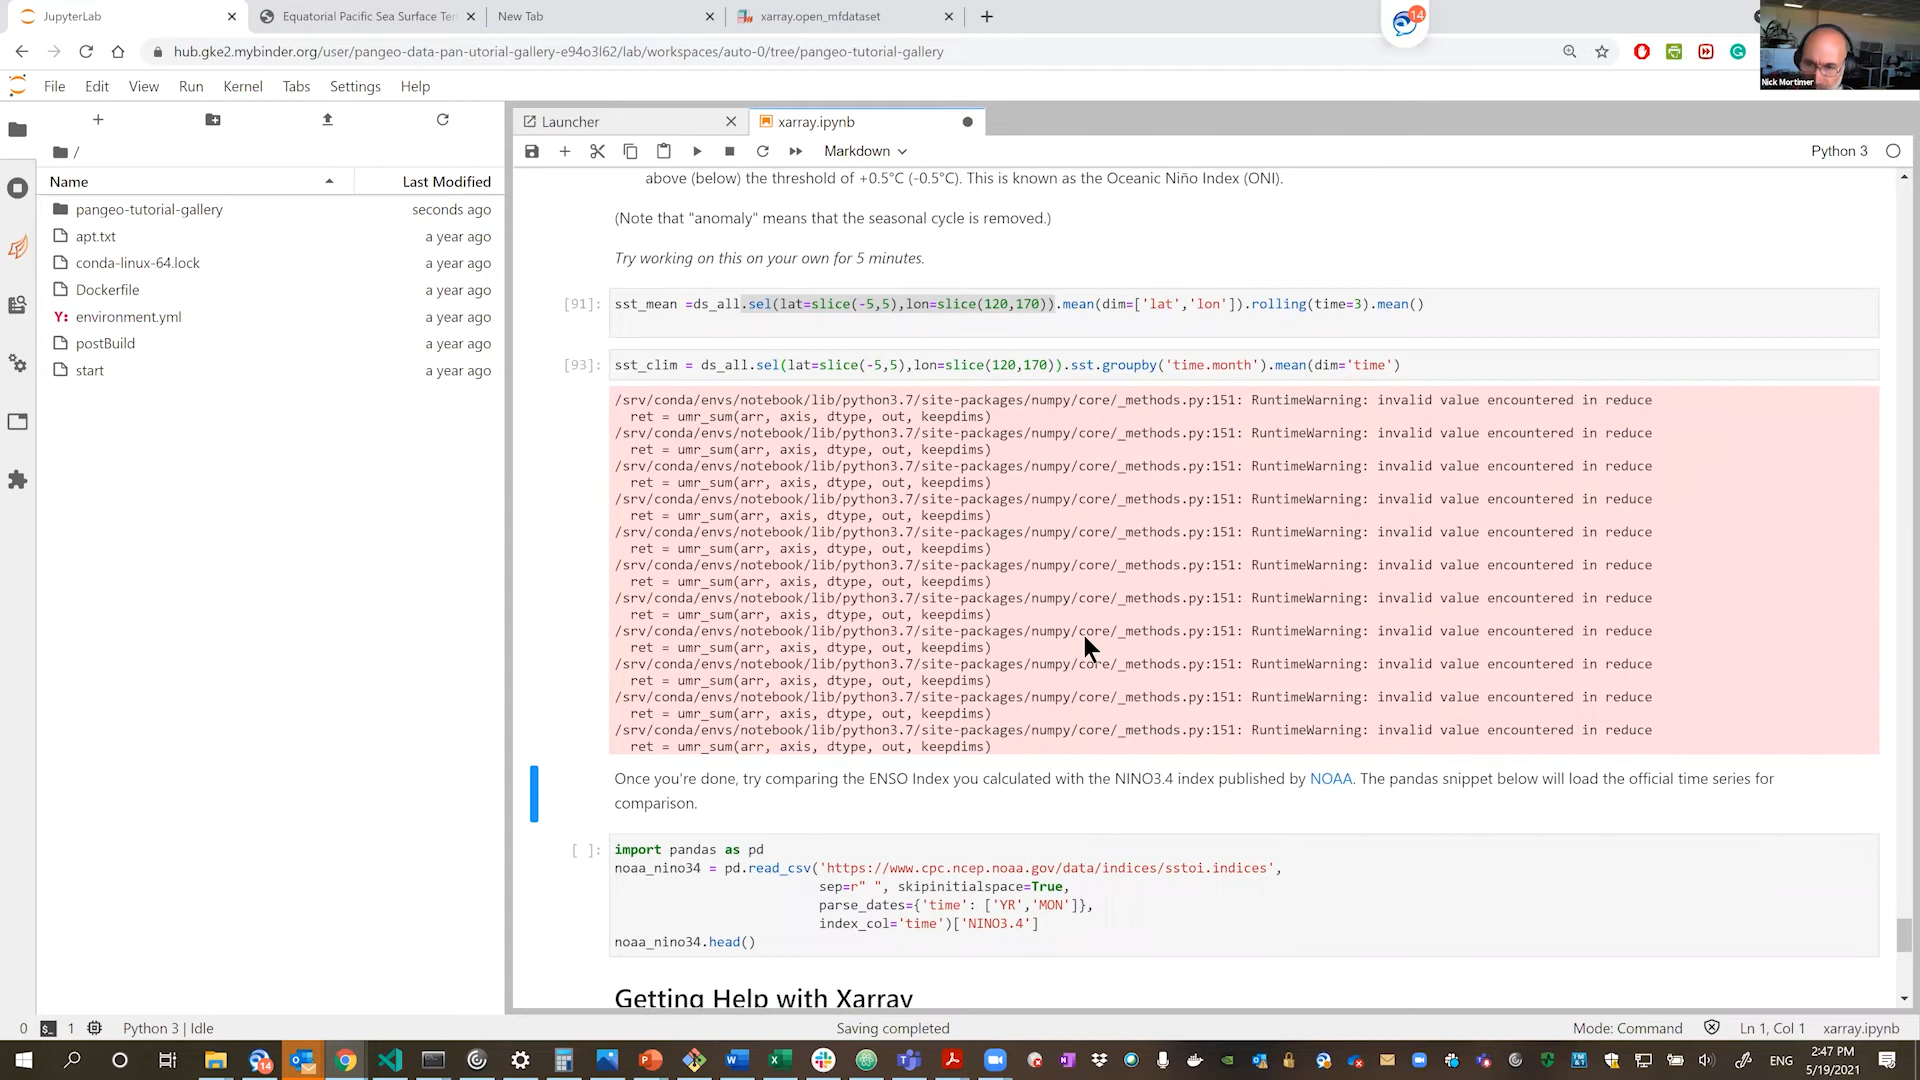 JupyterLab
Equatorial Pacific Sea Surface Ten
New Tab
xarray.open_mfdataset
14
hub.gke2.mybinder.org/user/pangeo-data-pan-utorial-gallery-e94o3l62/lab/workspaces/auto-0/tree/pangeo-tutorial-gallery
Nick Mortimer
File Edit View Run Kernel Tabs Settings Help
Launcher
xarray.ipynb
/
Markdown
Python 3
Name
Last Modified
pangeo-tutorial-gallery seconds ago
apt.txt a year ago
conda-linux-64.lock a year ago
Dockerfile a year ago
Y: environment.yml a year ago
postBuild a year ago
start a year ago
above (below) the threshold of +0.5°C (-0.5°C). This is known as the Oceanic Niño Index (ONI).
(Note that "anomaly" means that the seasonal cycle is removed.)
Try working on this on your own for 5 minutes.
[91]: sst_mean =ds_all.sel(lat=slice(-5,5),lon=slice(120,170)).mean(dim=['lat','lon']).rolling(time=3).mean()
[93]: sst_clim = ds_all.sel(lat=slice(-5,5),lon=slice(120,170)).sst.groupby('time.month').mean(dim='time')
/srv/conda/envs/notebook/lib/python3.7/site-packages/numpy/core/_methods.py:151: RuntimeWarning: invalid value encountered in reduce
ret = umr_sum(arr, axis, dtype, out, keepdims)
/srv/conda/envs/notebook/lib/python3.7/site-packages/numpy/core/_methods.py:151: RuntimeWarning: invalid value encountered in reduce
ret = umr_sum(arr, axis, dtype, out, keepdims)
/srv/conda/envs/notebook/lib/python3.7/site-packages/numpy/core/_methods.py:151: RuntimeWarning: invalid value encountered in reduce
ret = umr_sum(arr, axis, dtype, out, keepdims)
/srv/conda/envs/notebook/lib/python3.7/site-packages/numpy/core/_methods.py:151: RuntimeWarning: invalid value encountered in reduce
ret = umr_sum(arr, axis, dtype, out, keepdims)
/srv/conda/envs/notebook/lib/python3.7/site-packages/numpy/core/_methods.py:151: RuntimeWarning: invalid value encountered in reduce
ret = umr_sum(arr, axis, dtype, out, keepdims)
/srv/conda/envs/notebook/lib/python3.7/site-packages/numpy/core/_methods.py:151: RuntimeWarning: invalid value encountered in reduce
ret = umr_sum(arr, axis, dtype, out, keepdims)
/srv/conda/envs/notebook/lib/python3.7/site-packages/numpy/core/_methods.py:151: RuntimeWarning: invalid value encountered in reduce
ret = umr_sum(arr, axis, dtype, out, keepdims)
/srv/conda/envs/notebook/lib/python3.7/site-packages/numpy/core/_methods.py:151: RuntimeWarning: invalid value encountered in reduce
ret = umr_sum(arr, axis, dtype, out, keepdims)
/srv/conda/envs/notebook/lib/python3.7/site-packages/numpy/core/_methods.py:151: RuntimeWarning: invalid value encountered in reduce
ret = umr_sum(arr, axis, dtype, out, keepdims)
/srv/conda/envs/notebook/lib/python3.7/site-packages/numpy/core/_methods.py:151: RuntimeWarning: invalid value encountered in reduce
ret = umr_sum(arr, axis, dtype, out, keepdims)
/srv/conda/envs/notebook/lib/python3.7/site-packages/numpy/core/_methods.py:151: RuntimeWarning: invalid value encountered in reduce
ret = umr_sum(arr, axis, dtype, out, keepdims)
Once you're done, try comparing the ENSO Index you calculated with the NINO3.4 index published by NOAA. The pandas snippet below will load the official time series for
comparison.
[ ]: import pandas as pd
noaa_nino34 = pd.read_csv('https://www.cpc.ncep.noaa.gov/data/indices/sstoi.indices',
sep=r" ", skipinitialspace=True,
parse_dates={'time': ['YR','MON']},
index_col='time')['NINO3.4']
noaa_nino34.head()
Getting Help with Xarray
0 $_ 1 Python 3 | Idle
Saving completed
Mode: Command
Ln 1, Col 1 xarray.ipynb
ENG
2:47 PM
5/19/2021